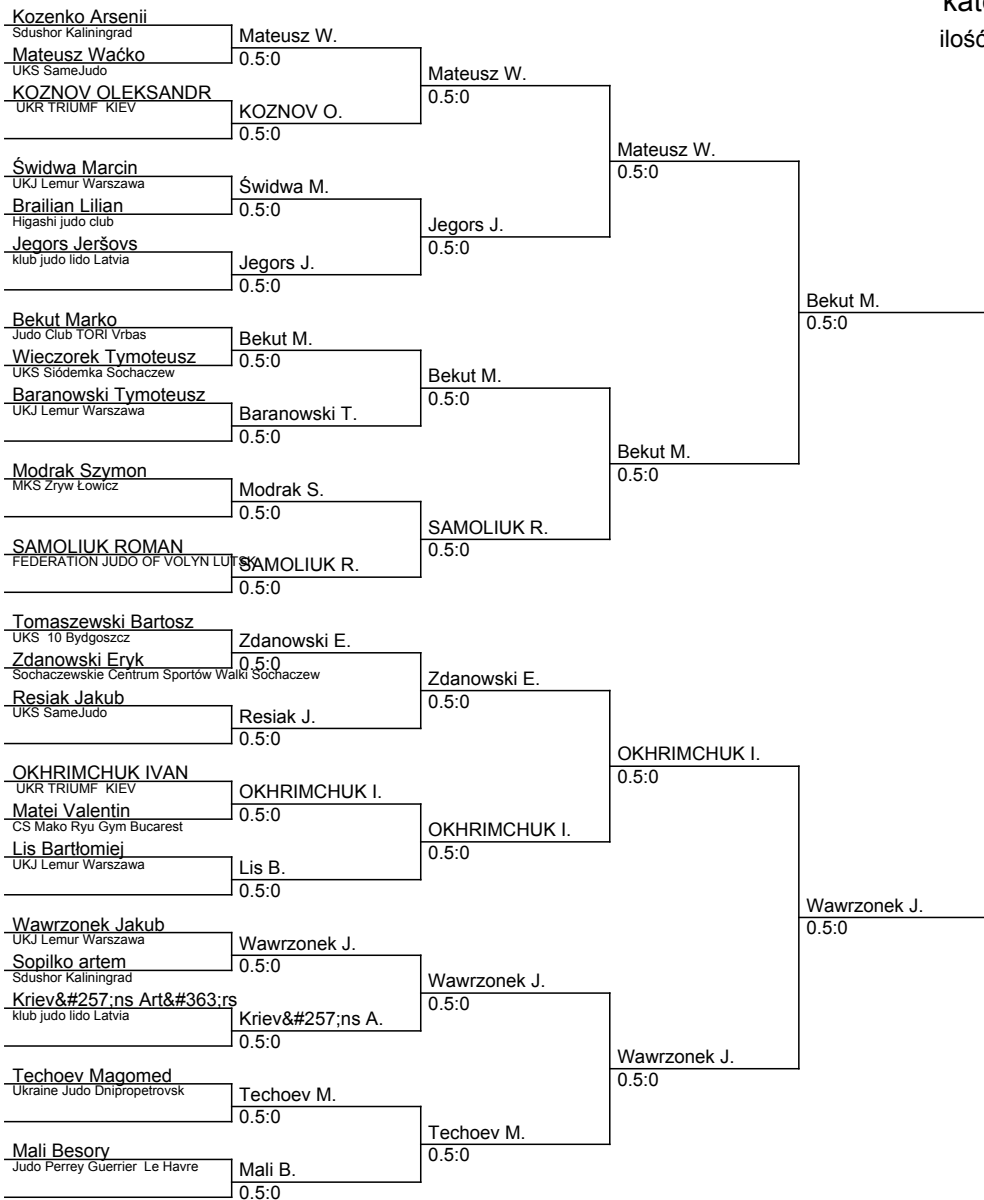 kate
ilość
Kozenko Arsenii
Sdushor Kaliningrad
Mateusz W.
0.5:0
Mateusz Waćko
UKS SameJudo
Mateusz W.
0.5:0
KOZNOV OLEKSANDR
UKR TRIUMF KIEV
KOZNOV O.
0.5:0
Mateusz W.
0.5:0
Świdwa Marcin
UKJ Lemur Warszawa
Świdwa M.
0.5:0
Brailian Lilian
Higashi judo club
Jegors J.
0.5:0
Jegors Jeršovs
klub judo lido Latvia
Jegors J.
0.5:0
Bekut M.
0.5:0
Bekut Marko
Judo Club TORI Vrbas
Bekut M.
0.5:0
Wieczorek Tymoteusz
UKS Siódemka Sochaczew
Bekut M.
0.5:0
Baranowski Tymoteusz
UKJ Lemur Warszawa
Baranowski T.
0.5:0
Bekut M.
0.5:0
Modrak Szymon
MKS Zryw Łowicz
Modrak S.
0.5:0
SAMOLIUK R.
0.5:0
SAMOLIUK ROMAN
FEDERATION JUDO OF VOLYN LUTSK
SAMOLIUK R.
0.5:0
Tomaszewski Bartosz
UKS 10 Bydgoszcz
Zdanowski E.
0.5:0
Zdanowski Eryk
Sochaczewskie Centrum Sportów Walki Sochaczew
Zdanowski E.
0.5:0
Resiak Jakub
UKS SameJudo
Resiak J.
0.5:0
OKHRIMCHUK I.
0.5:0
OKHRIMCHUK IVAN
UKR TRIUMF KIEV
OKHRIMCHUK I.
0.5:0
Matei Valentin
CS Mako Ryu Gym Bucarest
OKHRIMCHUK I.
0.5:0
Lis Bartłomiej
UKJ Lemur Warszawa
Lis B.
0.5:0
Wawrzonek J.
0.5:0
Wawrzonek Jakub
UKJ Lemur Warszawa
Wawrzonek J.
0.5:0
Sopilko artem
Sdushor Kaliningrad
Wawrzonek J.
0.5:0
Kriev&#257;ns Art&#363;rs
klub judo lido Latvia
Kriev&#257;ns A.
0.5:0
Wawrzonek J.
0.5:0
Techoev Magomed
Ukraine Judo Dnipropetrovsk
Techoev M.
0.5:0
Techoev M.
0.5:0
Mali Besory
Judo Perrey Guerrier Le Havre
Mali B.
0.5:0